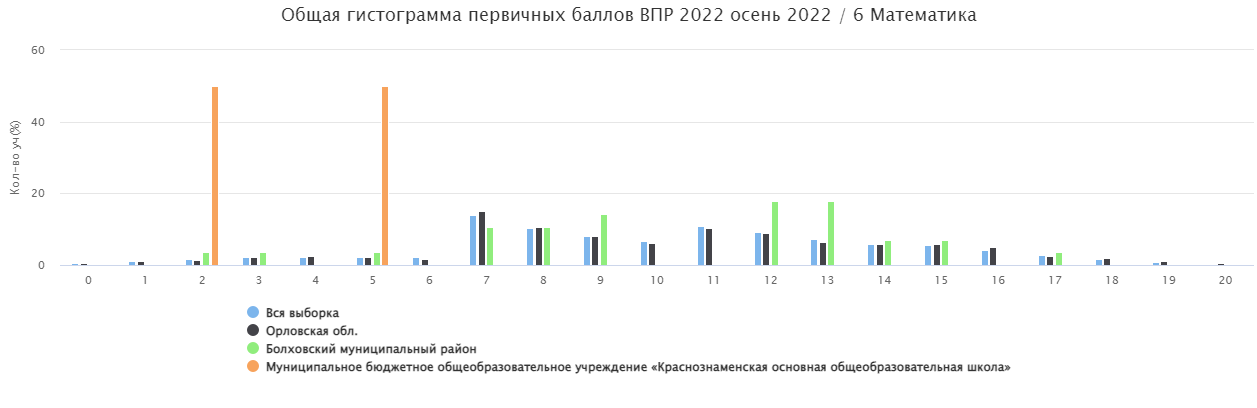 Общая гистограмма первичных баллов ВПР 2022 осень 2022 / 6 Математика
Кол-во уч(%)
60
40
20
0
0 1 2 3 4 5 6 7 8 9 10 11 12 13 14 15 16 17 18 19 20
Вся выборка
Орловская обл.
Болховский муниципальный район
Муниципальное бюджетное общеобразовательное учреждение «Краснознаменская основная общеобразовательная школа»